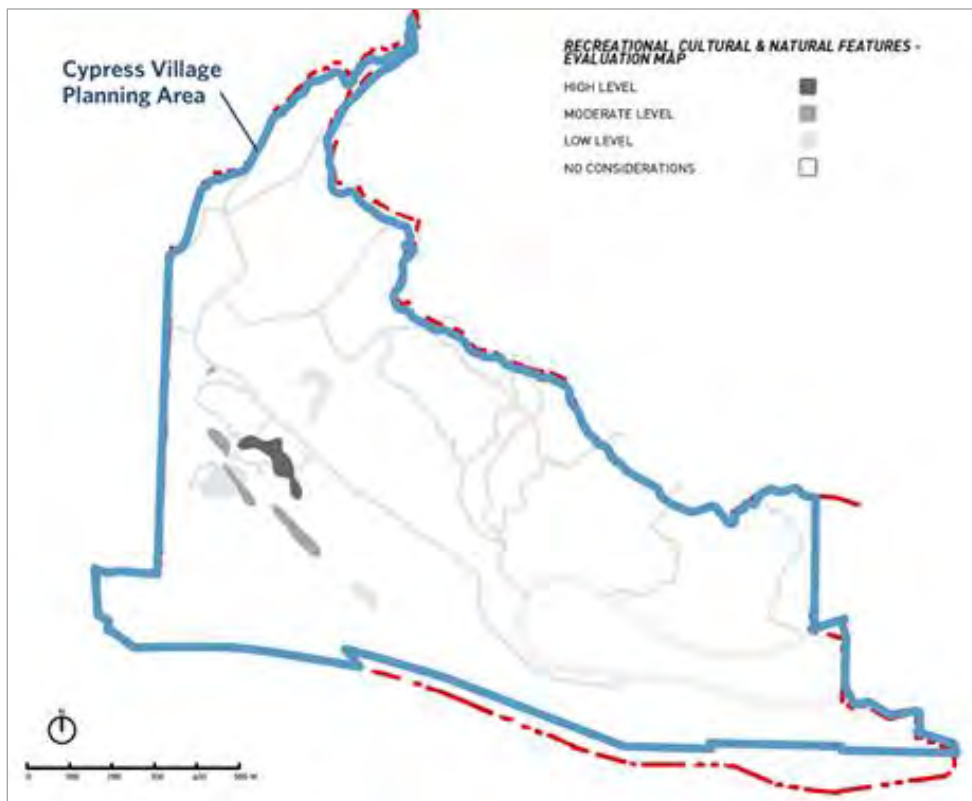 RECREATIONAL, CULTURAL & NATURAL FEATURES -
EVALUATION MAP
HIGH LEVEL
MODERATE LEVEL
LOW LEVEL
NO CONSIDERATIONS
Cypress Village
Planning Area
0 100 200 300 400 500 M